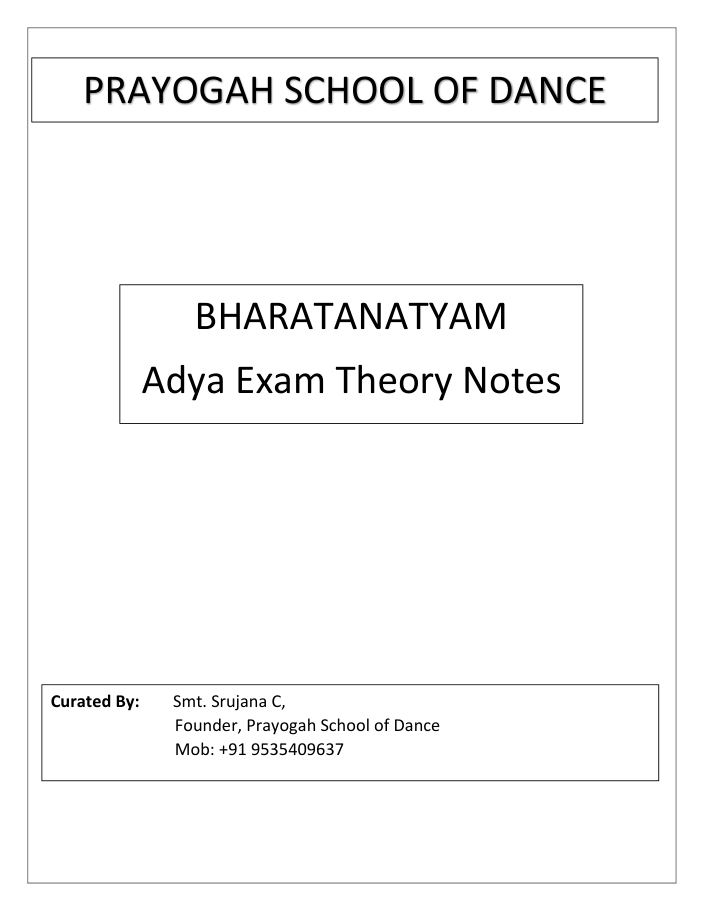 PRAYOGAH SCHOOL OF DANCE
BHARATANATYAM
Adya Exam Theory Notes
Curated By: Smt. Srujana C,
Founder, Prayogah School of Dance
Mob: +91 9535409637